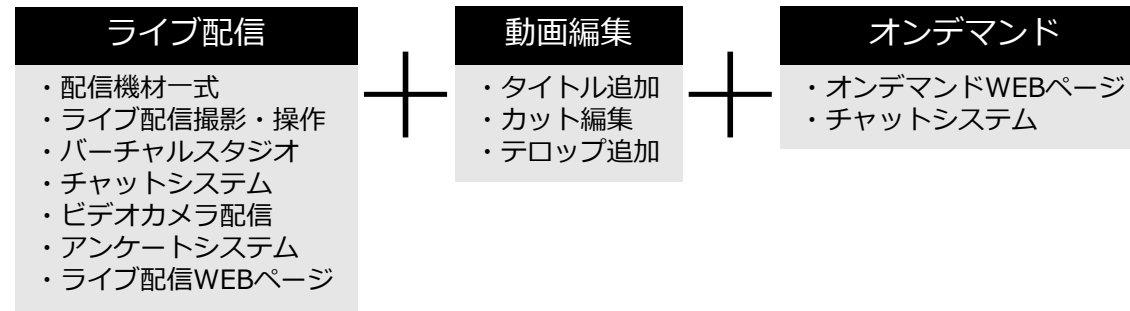 ライブ配信
・配信機材一式
・ライブ配信撮影・操作
・バーチャルスタジオ
・チャットシステム
・ビデオカメラ配信
・アンケートシステム
・ライブ配信WEBページ
動画編集
・タイトル追加
・カット編集
・テロップ追加
オンデマンド
・オンデマンドWEBページ
・チャットシステム